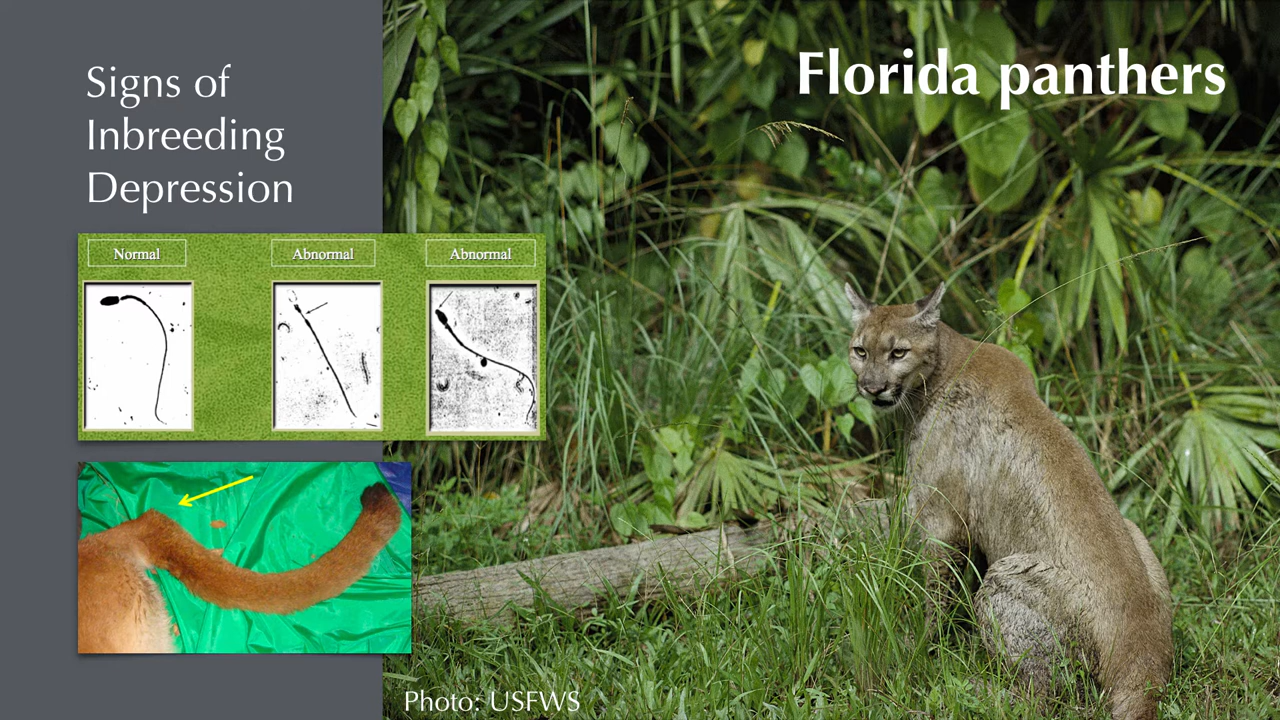 Signs of
Inbreeding
Depression
Florida panthers
Normal
Abnormal
Abnormal
Photo: USFWS